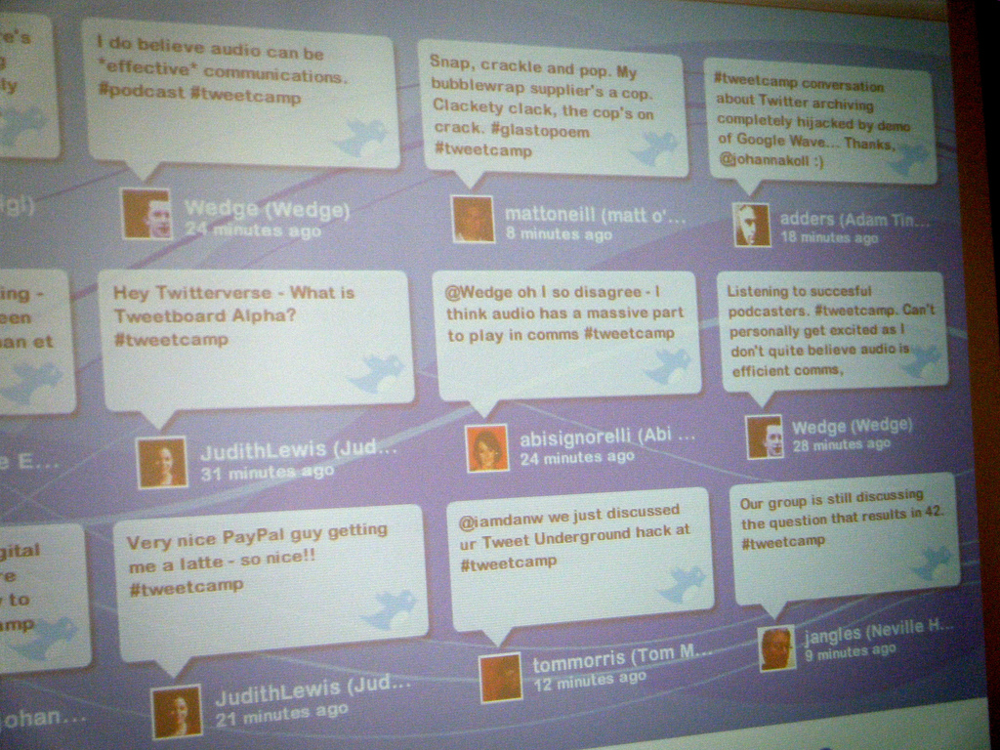 e's
g
ly
igl)
I do believe audio can be
*effective* communications.
#podcast #tweetcamp
Wedge (Wedge)
24 minutes ago
Snap, crackle and pop. My
bubblewrap supplier's a cop.
Clackety clack, the cop's on
crack. #glastopoem
#tweetcamp
mattoneill (matt o'...
8 minutes ago
#tweetcamp conversation
about Twitter archiving
completely hijacked by demo
of Google Wave... Thanks,
@johannakoll :)
adders (Adam Tin...
18 minutes ago
ing -
een
an et
e E...
Hey Twitterverse - What is
Tweetboard Alpha?
#tweetcamp
JudithLewis (Jud...
31 minutes ago
@Wedge oh I so disagree - I
think audio has a massive part
to play in comms #tweetcamp
abisignorelli (Abi ...
24 minutes ago
Listening to succesful
podcasters. #tweetcamp. Can't
personally get excited as I
don't quite believe audio is
efficient comms,
Wedge (Wedge)
28 minutes ago
gital
re
to
amp
johan...
Very nice PayPal guy getting
me a latte - so nice!!
#tweetcamp
JudithLewis (Jud...
21 minutes ago
@iamdanw we just discussed
ur Tweet Underground hack at
#tweetcamp
tommorris (Tom M...
12 minutes ago
Our group is still discussing
the question that results in 42.
#tweetcamp
jangles (Neville H...
9 minutes ago